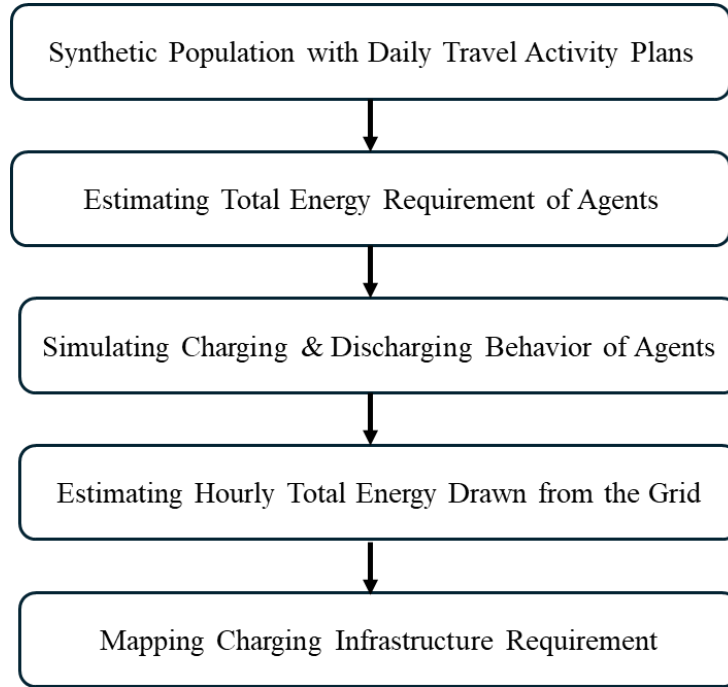 Synthetic Population with Daily Travel Activity Plans
Estimating Total Energy Requirement of Agents
Simulating Charging & Discharging Behavior of Agents
Estimating Hourly Total Energy Drawn from the Grid
Mapping Charging Infrastructure Requirement